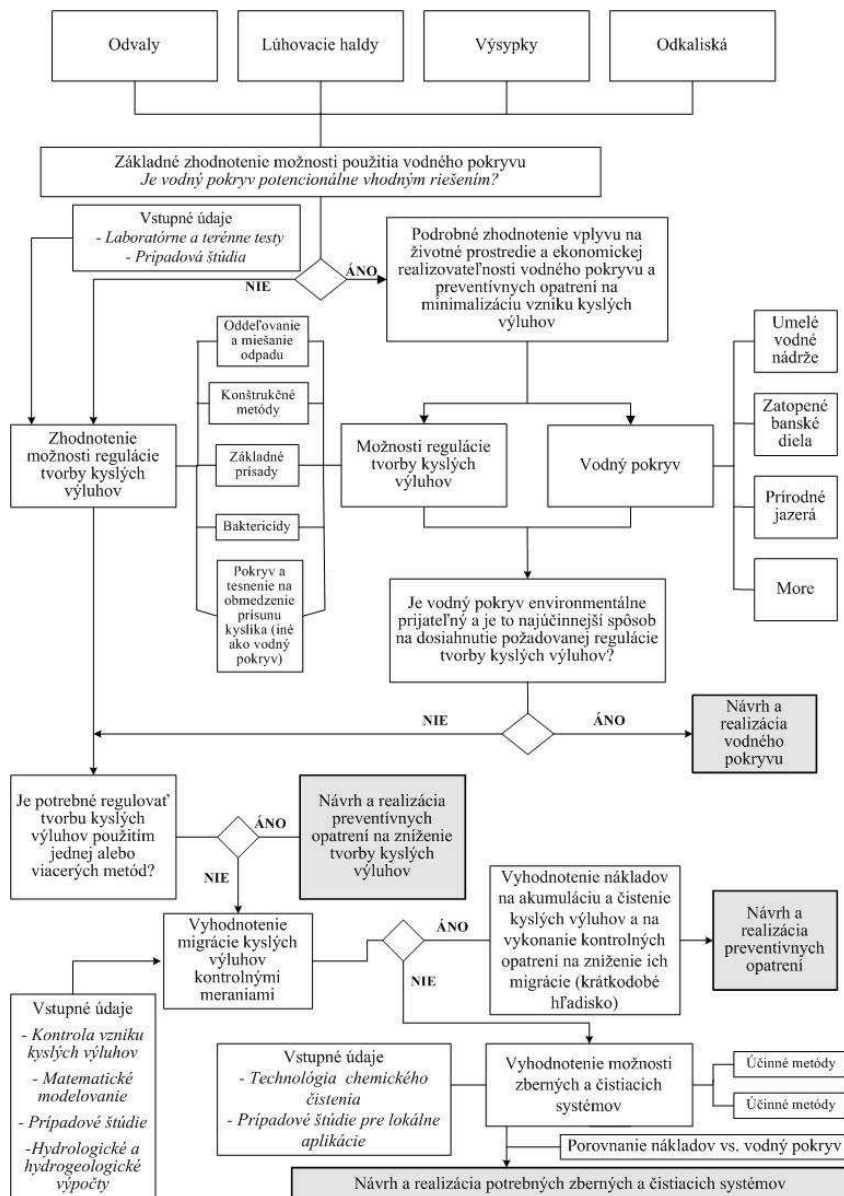 Odvaly
Lúhovacie haldy
Výsypky
Odkaliská
Základné zhodnotenie možnosti použitia vodného pokryvu
Je vodný pokryv potencionálne vhodným riešením?
Vstupné údaje
- Laboratórne a terénne testy
- Prípadová štúdia
NIE
ÁNO
Podrobné zhodnotenie vplyvu na
životné prostredie a ekonomickej
realizovateľnosti vodného pokryvu a
preventívnych opatrení na
minimalizáciu vzniku kyslých
výluhov
Oddeľovanie
a miešanie
odpadu
Konštrukčné
metódy
Základné
prísady
Baktericídy
Pokryv a
tesnenie na
obmedzenie
prísunu
kyslíka (iné
ako vodný
pokryv)
Zhodnotenie
možnosti regulácie
tvorby kyslých
výluhov
Možnosti regulácie
tvorby kyslých
výluhov
Vodný pokryv
Umelé
vodné
nádrže
Zatopené
banské
diela
Prírodné
jazerá
More
Je vodný pokryv environmentálne
prijateľný a je to najúčinnejší spôsob
na dosiahnutie požadovanej regulácie
tvorby kyslých výluhov?
NIE
ÁNO
Návrh a
realizácia
vodného
pokryvu
Je potrebné regulovať
tvorbu kyslých
výluhov použitím
jednej alebo
viacerých metód?
ÁNO
NIE
Návrh a realizácia
preventívnych
opatrení na zníženie
tvorby kyslých
výluhov
Vyhodnotenie
migrácie kyslých
výluhov
kontrolnými
meraniami
ÁNO
NIE
Vyhodnotenie nákladov
na akumuláciu a čistenie
kyslých výluhov a na
vykonanie kontrolných
opatrení na zníženie ich
migrácie (krátkodobé
hľadisko)
Návrh a
realizácia
preventívnych
opatrení
Vstupné údaje
- Kontrola vzniku
kyslých výluhov
- Matematické
modelovanie
- Prípadové štúdie
-Hydrologické a
hydrogeologické
výpočty
Vstupné údaje
- Technológia chemického
čistenia
- Prípadové štúdie pre lokálne
aplikácie
Vyhodnotenie možnosti
zberných a čistiacich
systémov
Účinné metódy
Účinné metódy
Porovnanie nákladov vs. vodný pokryv
Návrh a realizácia potrebných zberných a čistiacich systémov